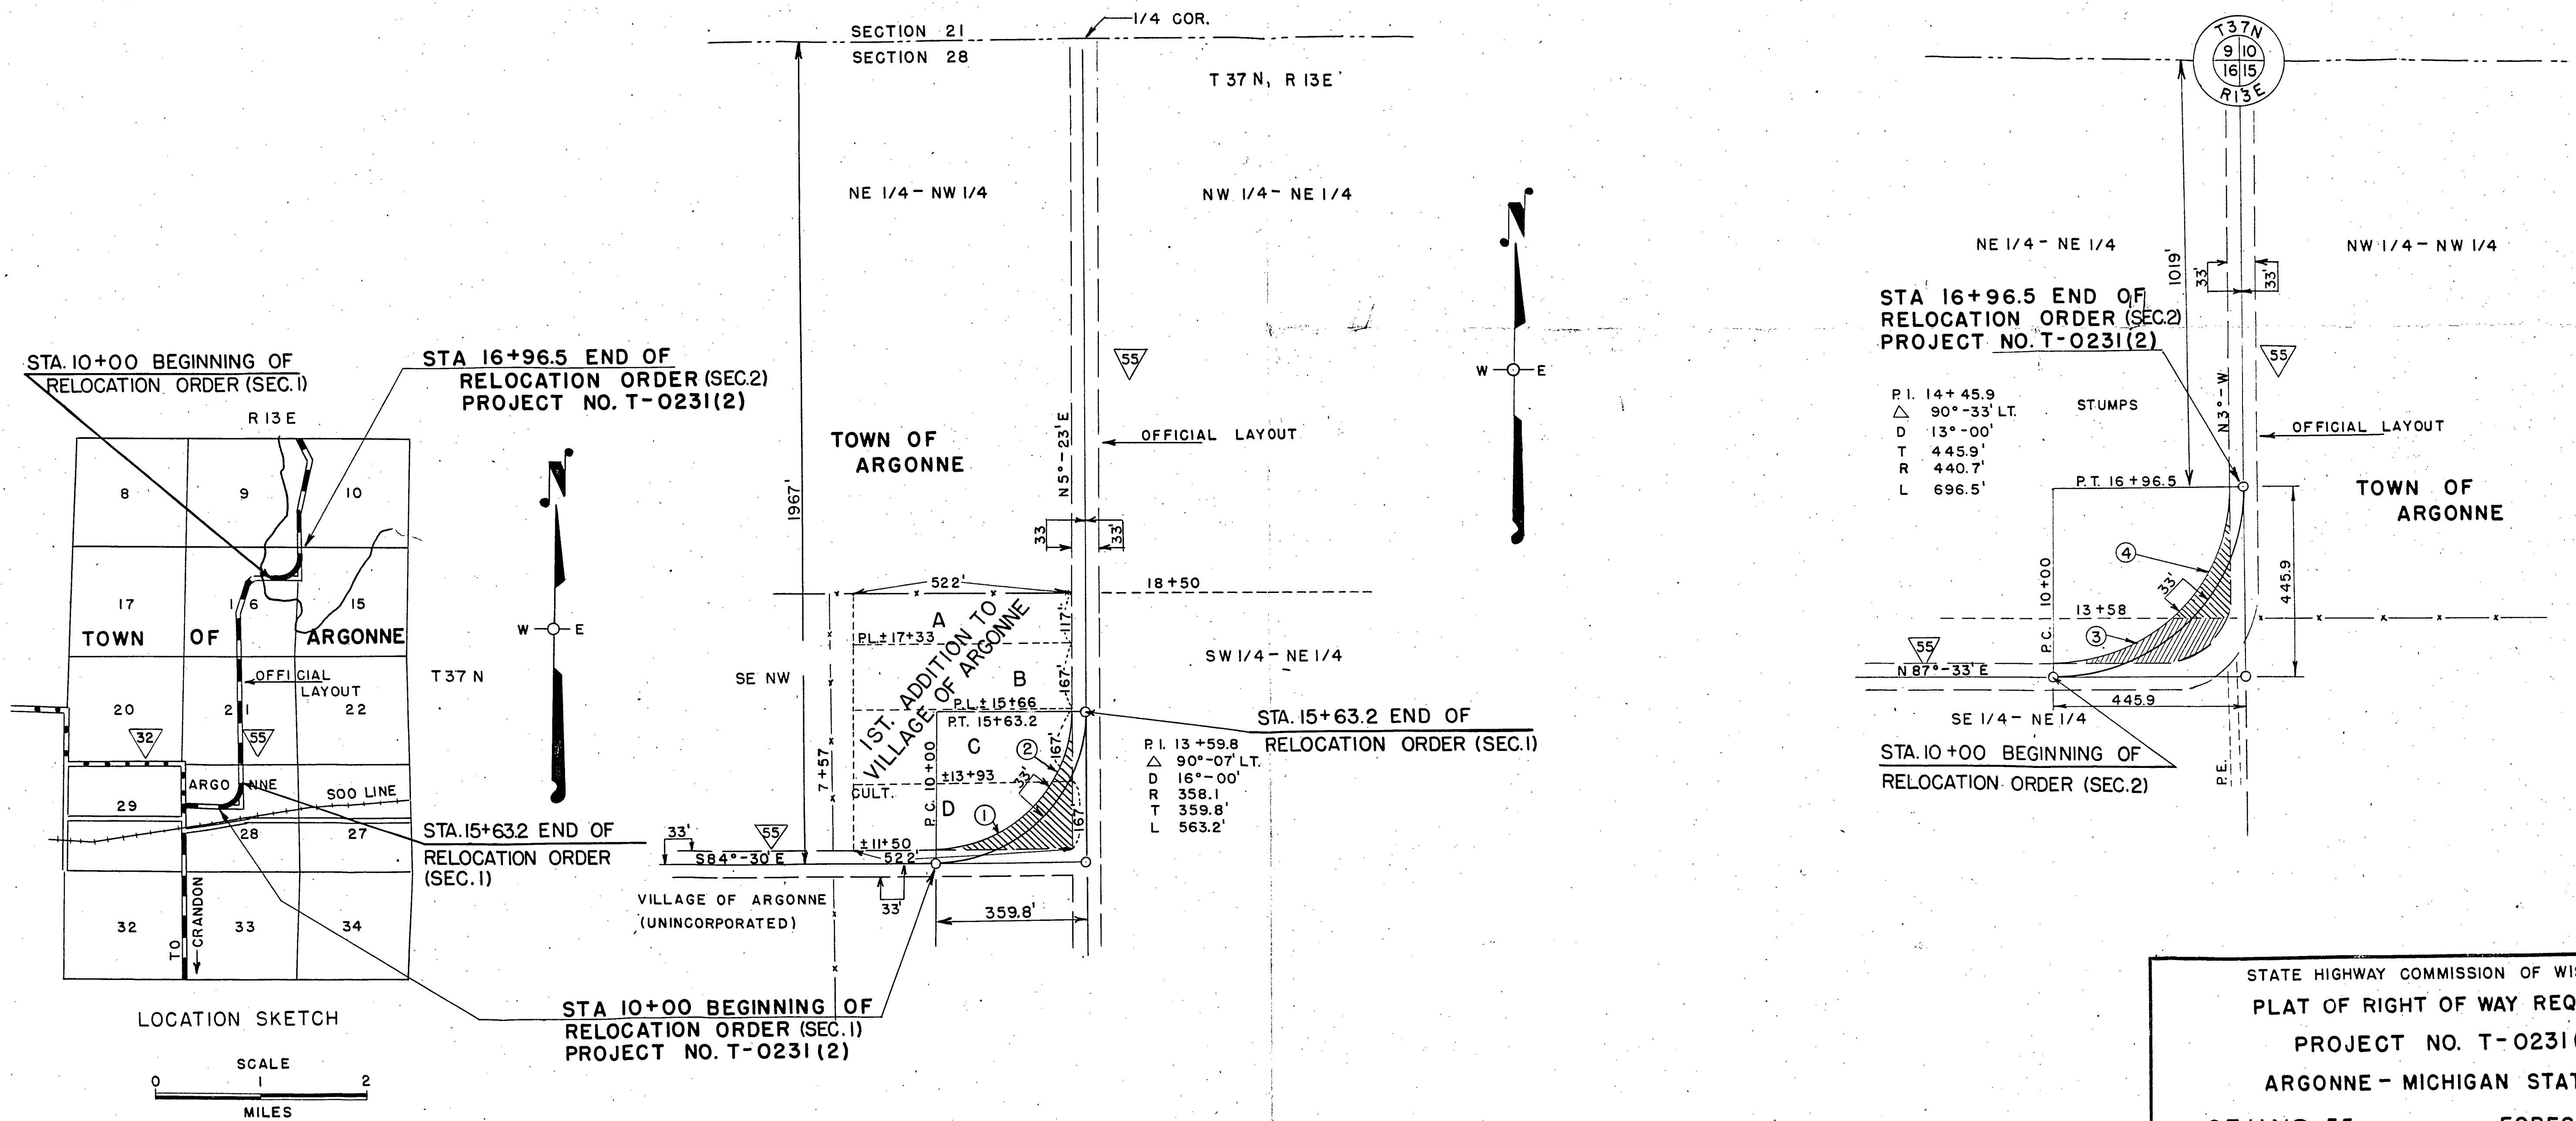 STA. 10+00 BEGINNING OF
RELOCATION ORDER (SEC. 1)
STA 16+96.5 END OF
RELOCATION ORDER (SEC.2)
PROJECT NO. T-0231(2)
R 13 E
8
9
10
17
16
15
TOWN OF ARGONNE
OFFICIAL
LAYOUT
T 37 N
20
21
22
32
55
ARGONNE
SOO LINE
29
28
27
STA. 15+63.2 END OF
RELOCATION ORDER
(SEC. 1)
32
33
34
TO CRANDON
LOCATION SKETCH
SCALE
0 1 2
MILES
N
W E
STA 10+00 BEGINNING OF
RELOCATION ORDER (SEC. 1)
PROJECT NO. T-0231(2)
1/4 COR.
SECTION 21
SECTION 28
T 37 N, R 13 E
NE 1/4 - NW 1/4
NW 1/4 - NE 1/4
1967'
55
TOWN OF
ARGONNE
N 5°-23' E
OFFICIAL LAYOUT
33
33'
522'
18+50
A
117'
P.L. ± 17+33
1ST. ADDITION TO
VILLAGE OF ARGONNE
SE NW
SW 1/4 - NE 1/4
B
167'
P.L. ± 15+66
P.T. 15+63.2
STA. 15+63.2 END OF
RELOCATION ORDER (SEC. 1)
C
2
167'
7+57
P.C. 10+00
±13+93
33'
CULT.
D
1
167'
P.I. 13+59.8
△ 90°-07' LT.
D 16°-00'
R 358.1
T 359.8'
L 563.2'
33'
55
±11+50
S84°-30' E
522'
VILLAGE OF ARGONNE
(UNINCORPORATED)
33'
359.8'
N
W E
T37N
9 10
16 15
R13E
NE 1/4 - NE 1/4
NW 1/4 - NW 1/4
1019'
33'
33'
STA 16+96.5 END OF
RELOCATION ORDER (SEC.2)
PROJECT NO. T-0231(2)
55
P.I. 14+45.9
△ 90°-33' LT.
D 13°-00'
T 445.9'
R 440.7'
L 696.5'
STUMPS
N 3°- W
OFFICIAL LAYOUT
P.T. 16+96.5
TOWN OF
ARGONNE
4
P.C. 10+00
33'
445.9
13+58
3
55
N 87°-33' E
445.9
SE 1/4 - NE 1/4
STA. 10+00 BEGINNING OF
RELOCATION ORDER (SEC.2)
P.E.
STATE HIGHWAY COMMISSION OF WI
PLAT OF RIGHT OF WAY REQ
PROJECT NO. T-0231(
ARGONNE - MICHIGAN STAT